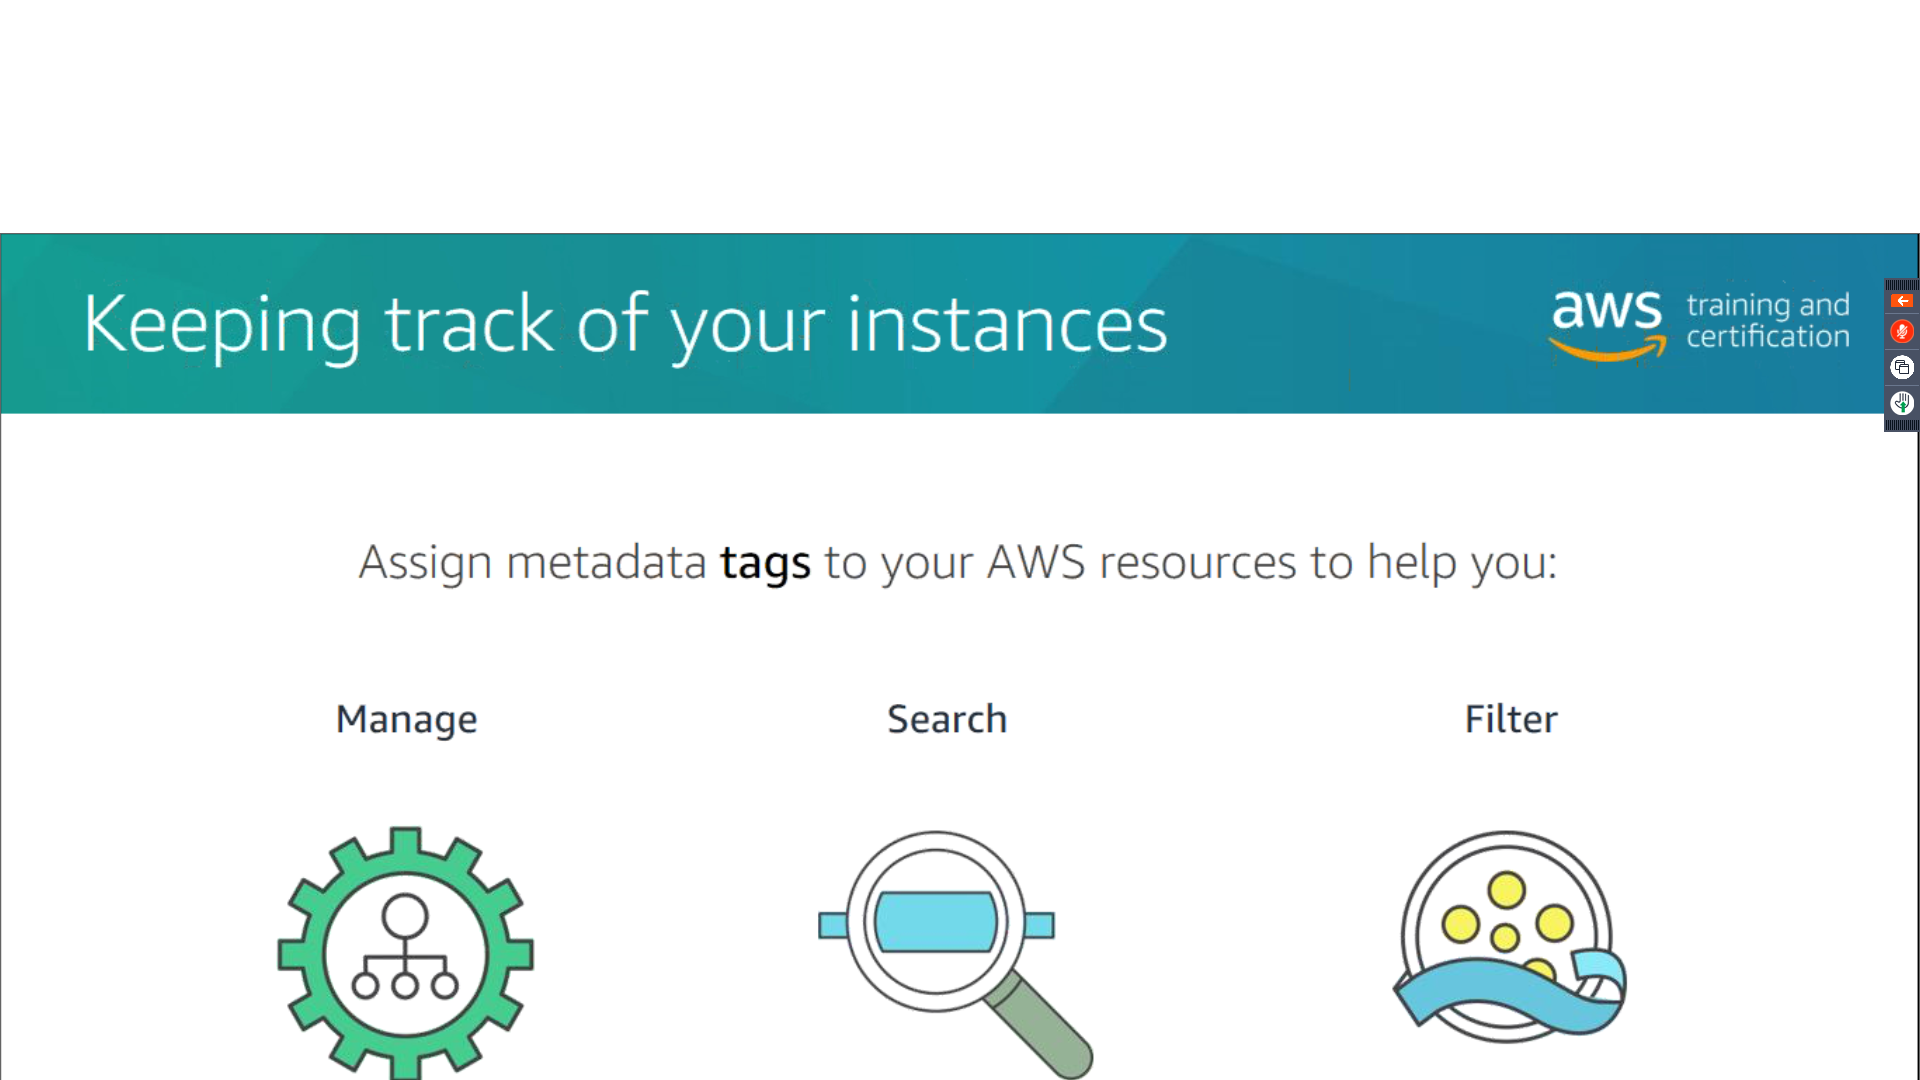 Keeping track of your instances
aws training and
certification
Assign metadata tags to your AWS resources to help you:
Manage
Search
Filter